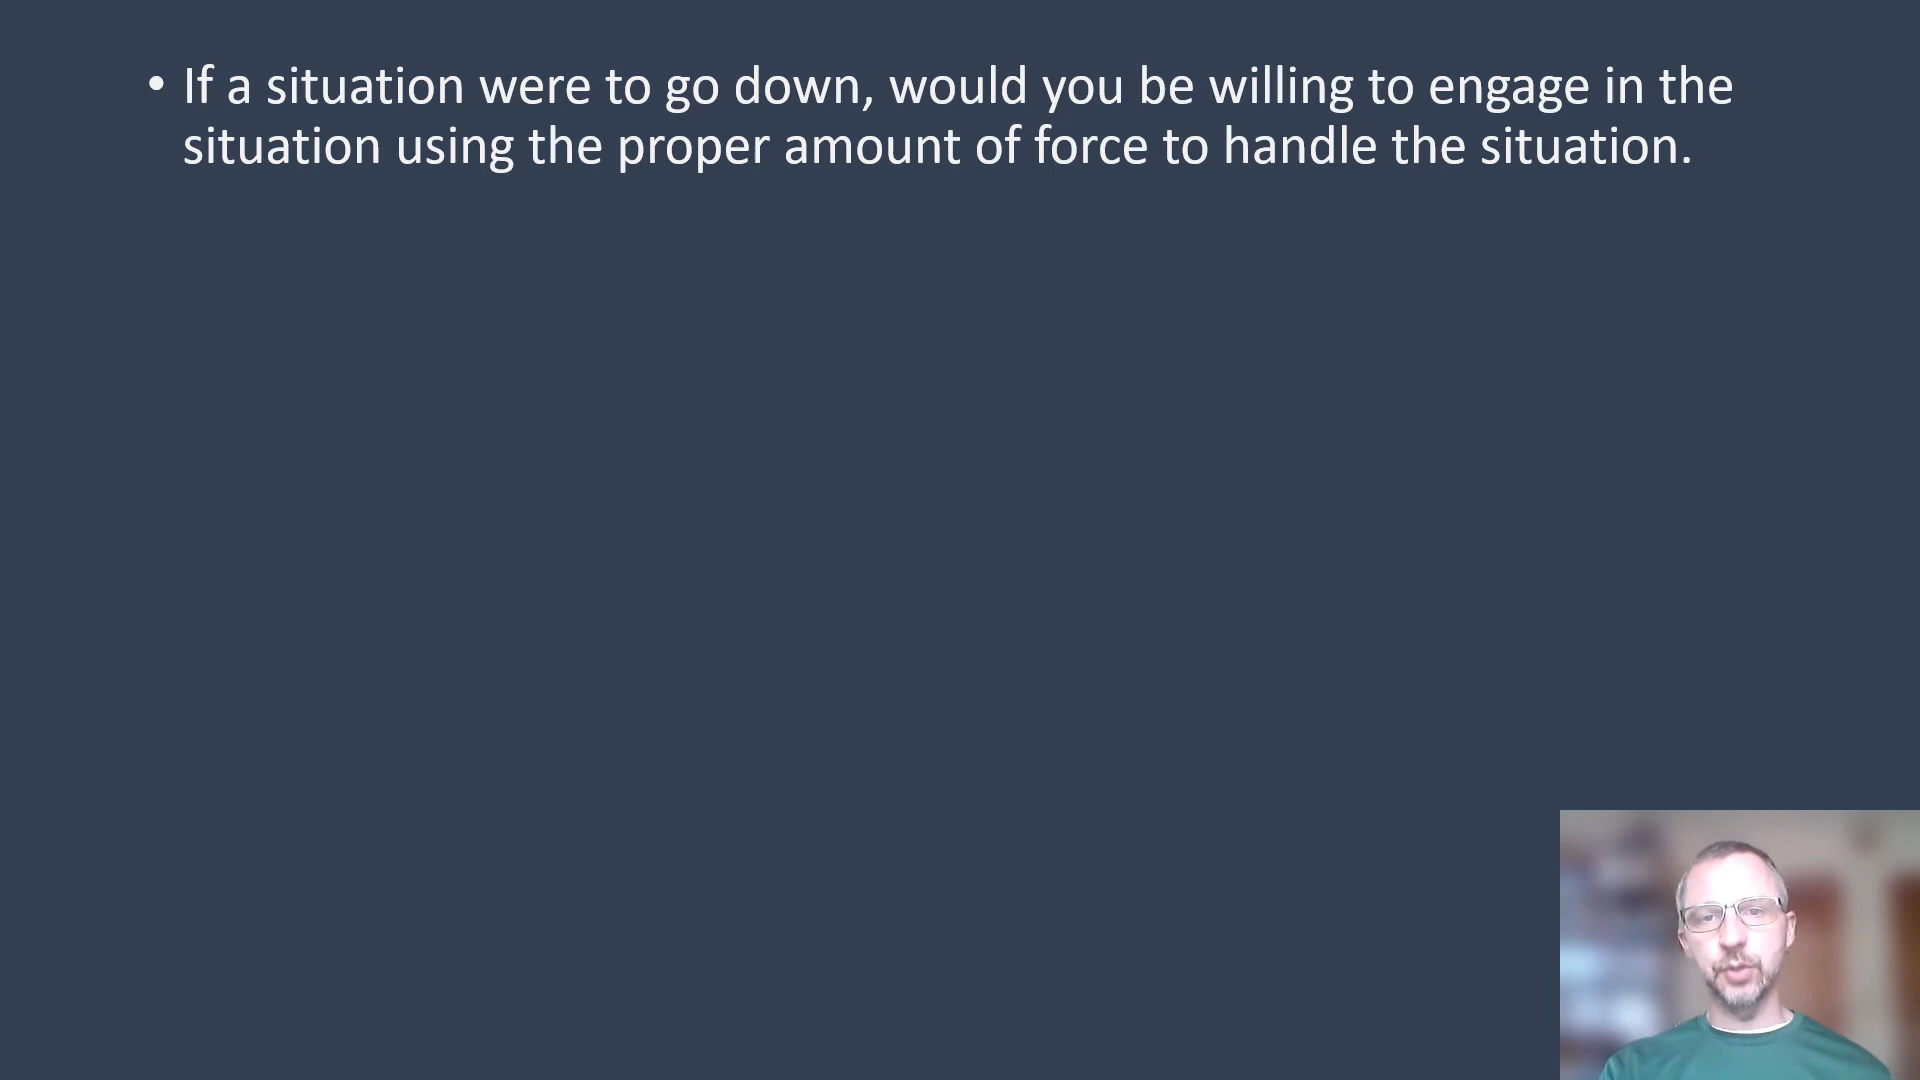 • If a situation were to go down, would you be willing to engage in the
situation using the proper amount of force to handle the situation.